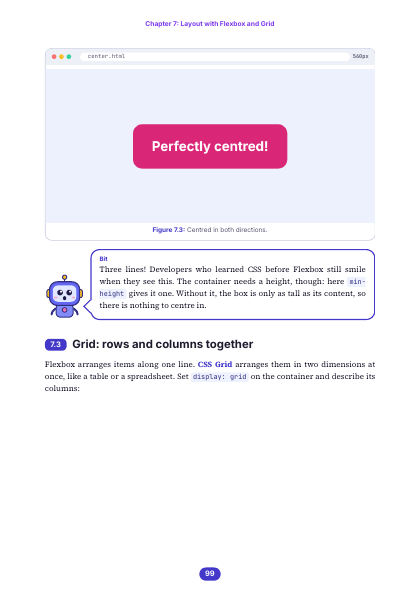 Chapter 7: Layout with Flexbox and Grid
center.html
560px
Perfectly centred!
Figure 7.3: Centred in both directions.
Bit
Three lines! Developers who learned CSS before Flexbox still smile
when they see this. The container needs a height, though: here min-
height gives it one. Without it, the box is only as tall as its content, so
there is nothing to centre in.
7.3 Grid: rows and columns together
Flexbox arranges items along one line. CSS Grid arranges them in two dimensions at
once, like a table or a spreadsheet. Set display: grid on the container and describe its
columns:
99